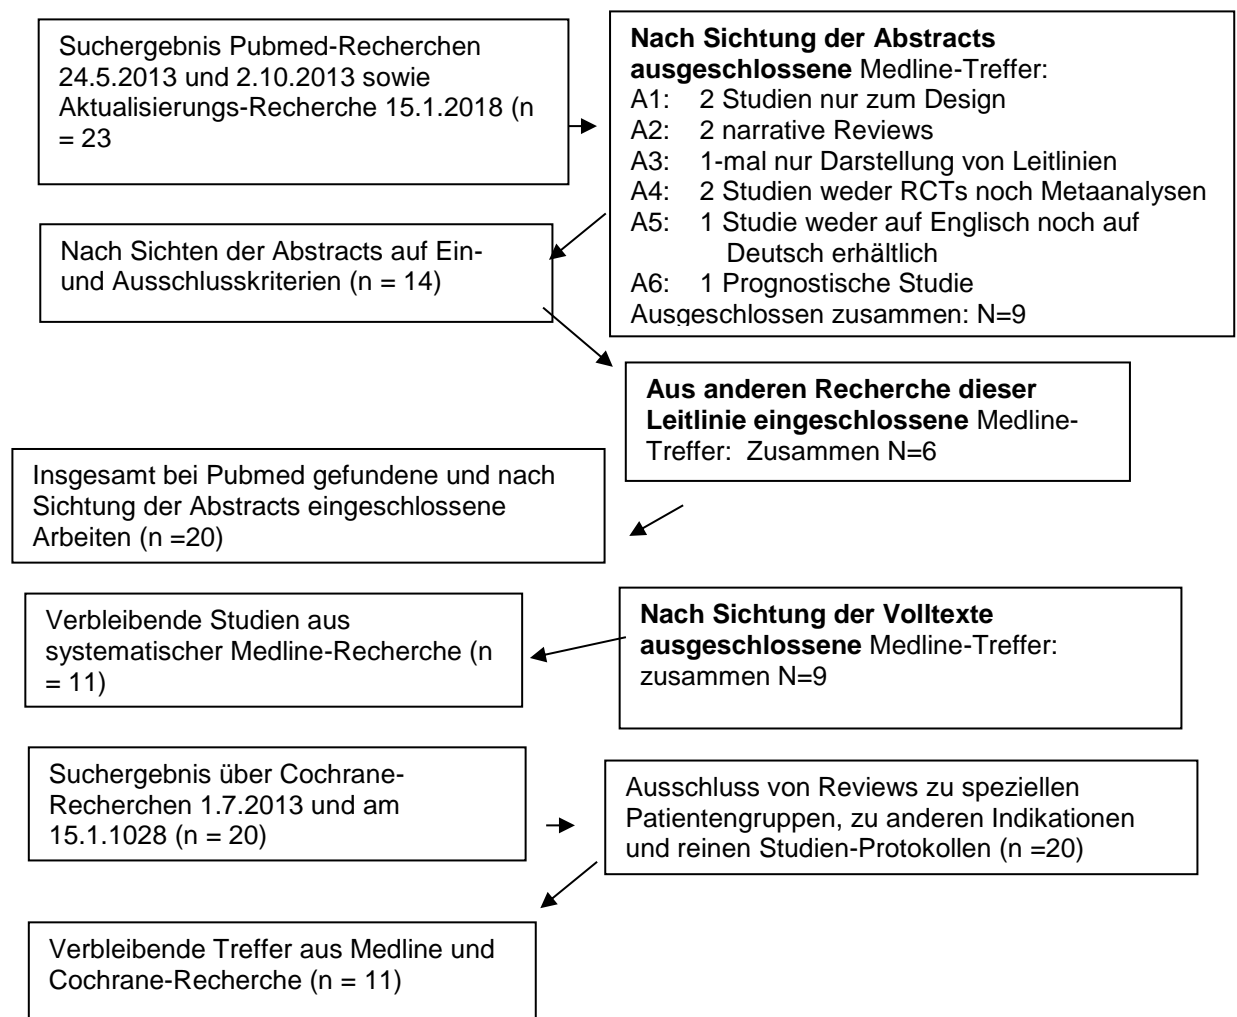 Suchergebnis Pubmed-Recherchen
24.5.2013 und 2.10.2013 sowie
Aktualisierungs-Recherche 15.1.2018 (n
= 23
Nach Sichtung der Abstracts
ausgeschlossene Medline-Treffer:
A1: 2 Studien nur zum Design
A2: 2 narrative Reviews
A3: 1-mal nur Darstellung von Leitlinien
A4: 2 Studien weder RCTs noch Metaanalysen
A5: 1 Studie weder auf Englisch noch auf
Deutsch erhältlich
A6: 1 Prognostische Studie
Ausgeschlossen zusammen: N=9
Nach Sichten der Abstracts auf Ein-
und Ausschlusskriterien (n = 14)
Aus anderen Recherche dieser
Leitlinie eingeschlossene Medline-
Treffer: Zusammen N=6
Insgesamt bei Pubmed gefundene und nach
Sichtung der Abstracts eingeschlossene
Arbeiten (n =20)
Nach Sichtung der Volltexte
ausgeschlossene Medline-Treffer:
zusammen N=9
Verbleibende Studien aus
systematischer Medline-Recherche (n
= 11)
Suchergebnis über Cochrane-
Recherchen 1.7.2013 und am
15.1.1028 (n = 20)
Ausschluss von Reviews zu speziellen
Patientengruppen, zu anderen Indikationen
und reinen Studien-Protokollen (n =20)
Verbleibende Treffer aus Medline und
Cochrane-Recherche (n = 11)